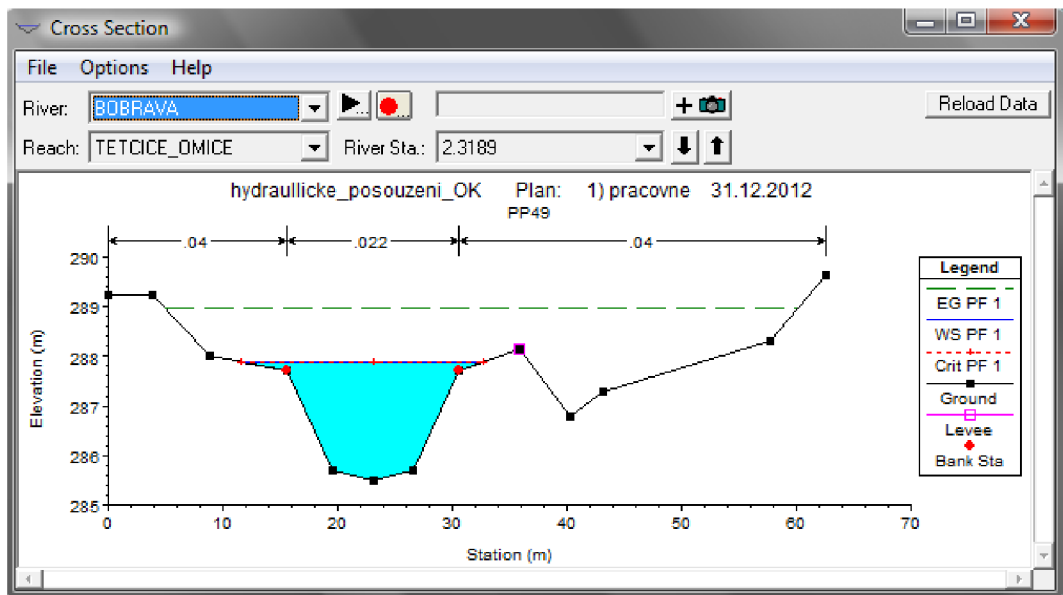 Cross Section
File Options Help
River: BOBRAVA Reload Data
Reach: TETCICE_OMICE River Sta.: 2.3189
hydraullicke_posouzeni_OK Plan: 1) pracovne 31.12.2012
PP49
.04 .022 .04
290
289
288
287
286
285
0 10 20 30 40 50 60 70
Elevation (m)
Station (m)
Legend
EG PF 1
WS PF 1
Crit PF 1
Ground
Levee
Bank Sta